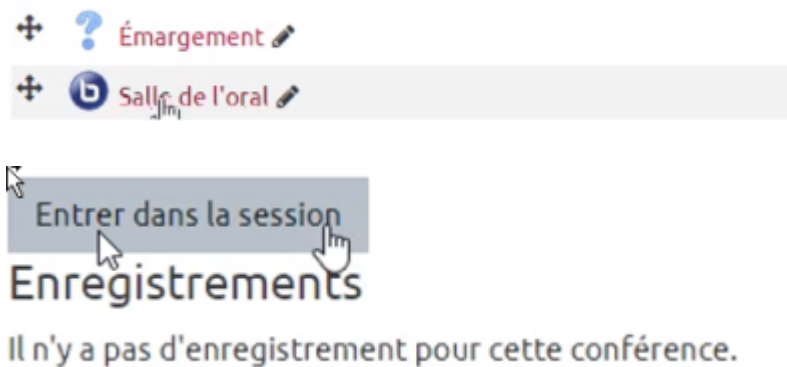 Émargement
Salle de l'oral
Entrer dans la session
Enregistrements
Il n'y a pas d'enregistrement pour cette conférence.